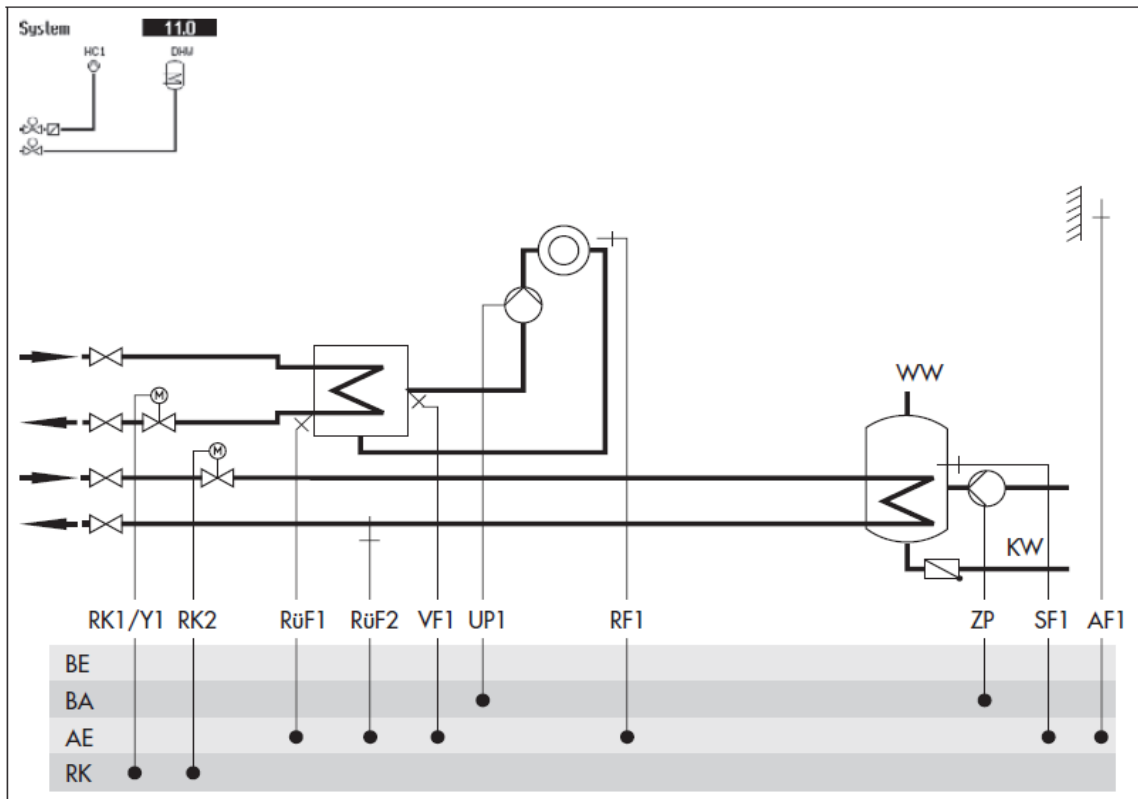 System 11.0
HC1 DHW
M
M
WW
KW
RK1/Y1 RK2 RüF1 RüF2 VF1 UP1 RF1 ZP SF1 AF1
BE
BA
AE
RK